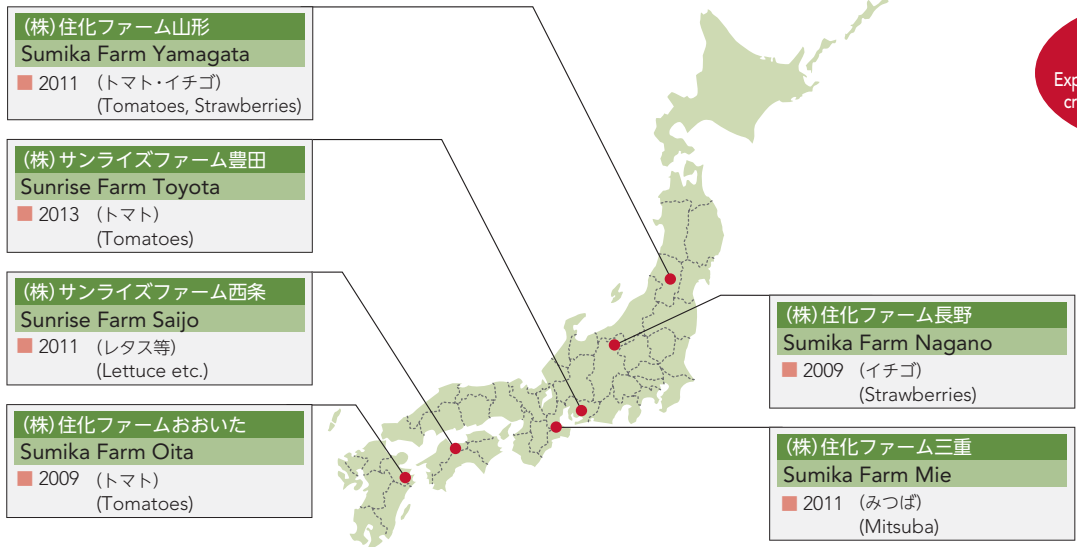 (株)住化ファーム山形
Sumika Farm Yamagata
2011 (トマト・イチゴ)
(Tomatoes, Strawberries)
(株)サンライズファーム豊田
Sunrise Farm Toyota
2013 (トマト)
(Tomatoes)
(株)サンライズファーム西条
Sunrise Farm Saijo
2011 (レタス等)
(Lettuce etc.)
(株)住化ファームおおいた
Sumika Farm Oita
2009 (トマト)
(Tomatoes)
(株)住化ファーム長野
Sumika Farm Nagano
2009 (イチゴ)
(Strawberries)
(株)住化ファーム三重
Sumika Farm Mie
2011 (みつば)
(Mitsuba)